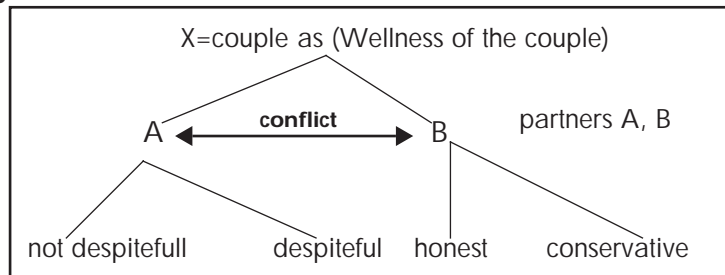 X=couple as (Wellness of the couple)
conflict
A B partners A, B
not despitefull despiteful honest conservative